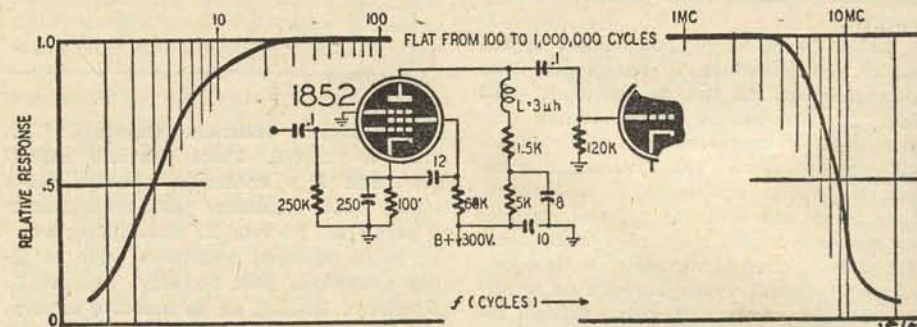 10 100 1MC 10MC
1.0
FLAT FROM 100 TO 1,000,000 CYCLES
1852
.1
.1
L=3µh
1.5K
120K
RELATIVE RESPONSE
.5
12
250K
250
100
60K
5K
8
B+300V.
10
0
f (CYCLES)